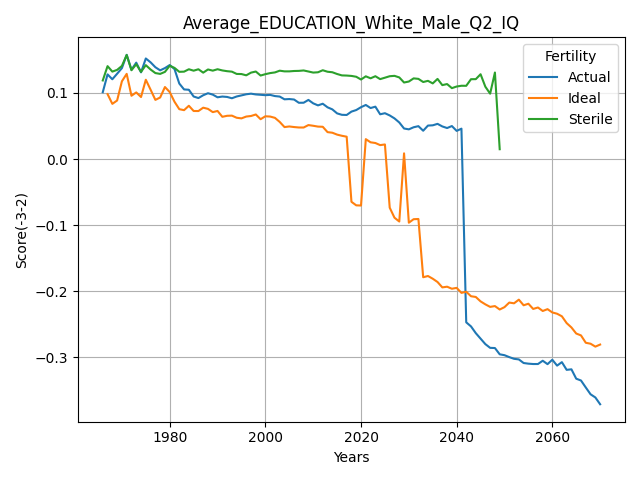 Average_EDUCATION_White_Male_Q2_IQ
Fertility
Actual
Ideal
Sterile
Score(-3-2)
0.1
0.0
−0.1
−0.2
−0.3
1980
2000
2020
2040
2060
Years